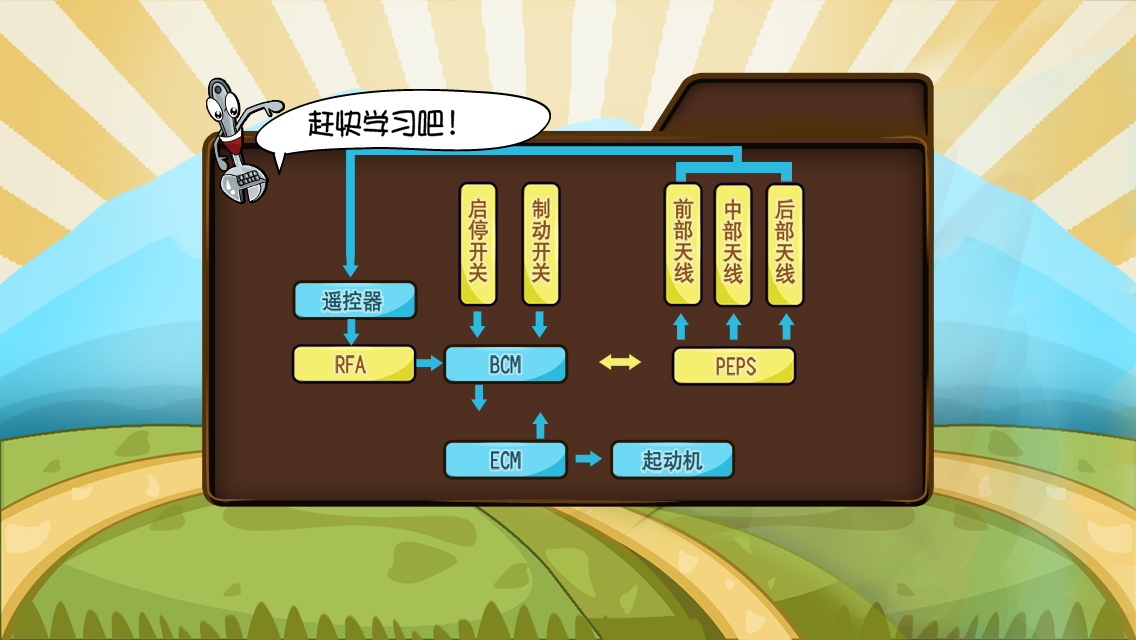 赶快学习吧！
启停开关
制动开关
前部天线
中部天线
后部天线
遥控器
RFA
BCM
PEPS
ECM
起动机